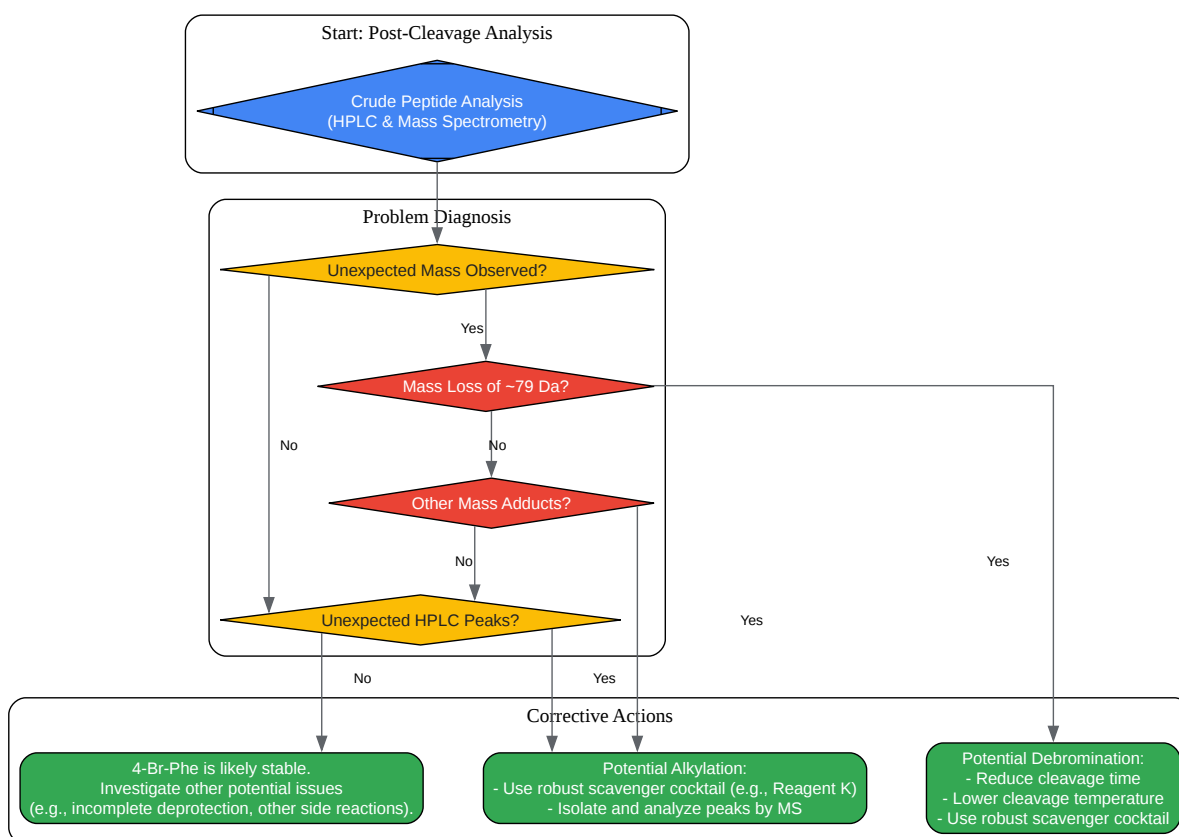 Start: Post-Cleavage Analysis
Crude Peptide Analysis
(HPLC & Mass Spectrometry)
Problem Diagnosis
Unexpected Mass Observed?
Yes
Mass Loss of ~79 Da?
No
No
Other Mass Adducts?
No
Yes
Unexpected HPLC Peaks?
Yes
No
Yes
Corrective Actions
4-Br-Phe is likely stable.
Investigate other potential issues
(e.g., incomplete deprotection, other side reactions).
Potential Alkylation:
- Use robust scavenger cocktail (e.g., Reagent K)
- Isolate and analyze peaks by MS
Potential Debromination:
- Reduce cleavage time
- Lower cleavage temperature
- Use robust scavenger cocktail